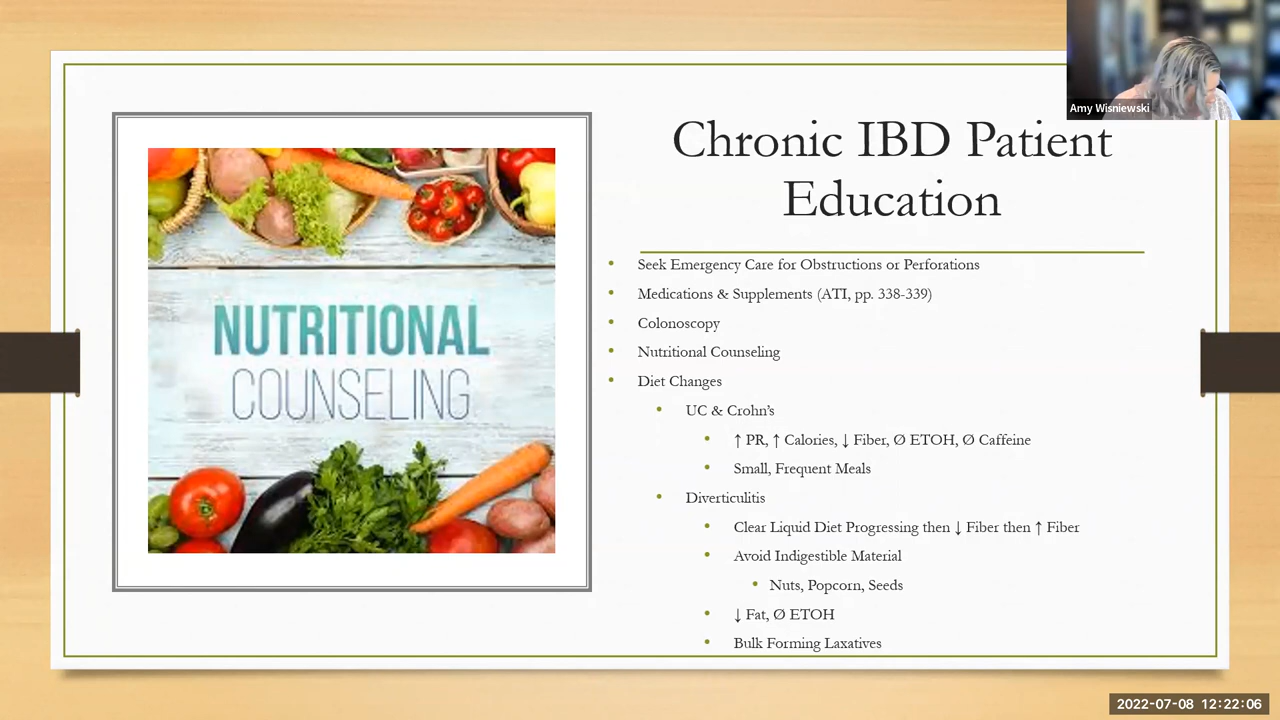 Amy Wisniewski
Chronic IBD Patient
Education
NUTRITIONAL
COUNSELING
• Seek Emergency Care for Obstructions or Perforations
• Medications & Supplements (ATI, pp. 338-339)
• Colonoscopy
• Nutritional Counseling
• Diet Changes
• UC & Crohn’s
• ↑ PR, ↑ Calories, ↓ Fiber, Ø ETOH, Ø Caffeine
• Small, Frequent Meals
• Diverticulitis
• Clear Liquid Diet Progressing then ↓ Fiber then ↑ Fiber
• Avoid Indigestible Material
• Nuts, Popcorn, Seeds
• ↓ Fat, Ø ETOH
• Bulk Forming Laxatives
2022-07-08 12:22:06